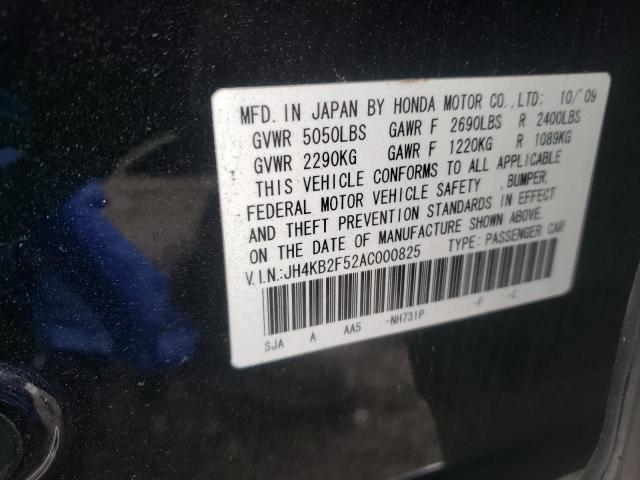 MFD. IN JAPAN BY HONDA MOTOR CO., LTD: 10/'09
GVWR 5050LBS GAWR F 2690LBS R 2400LBS
GVWR 2290KG GAWR F 1220KG R 1089KG
THIS VEHICLE CONFORMS TO ALL APPLICABLE
FEDERAL MOTOR VEHICLE SAFETY, BUMPER,
AND THEFT PREVENTION STANDARDS IN EFFECT
ON THE DATE OF MANUFACTURE SHOWN ABOVE.
V.I.N.:JH4KB2F52AC000825 TYPE: PASSENGER CAR
SJA A AA5 -NH731P -F -C